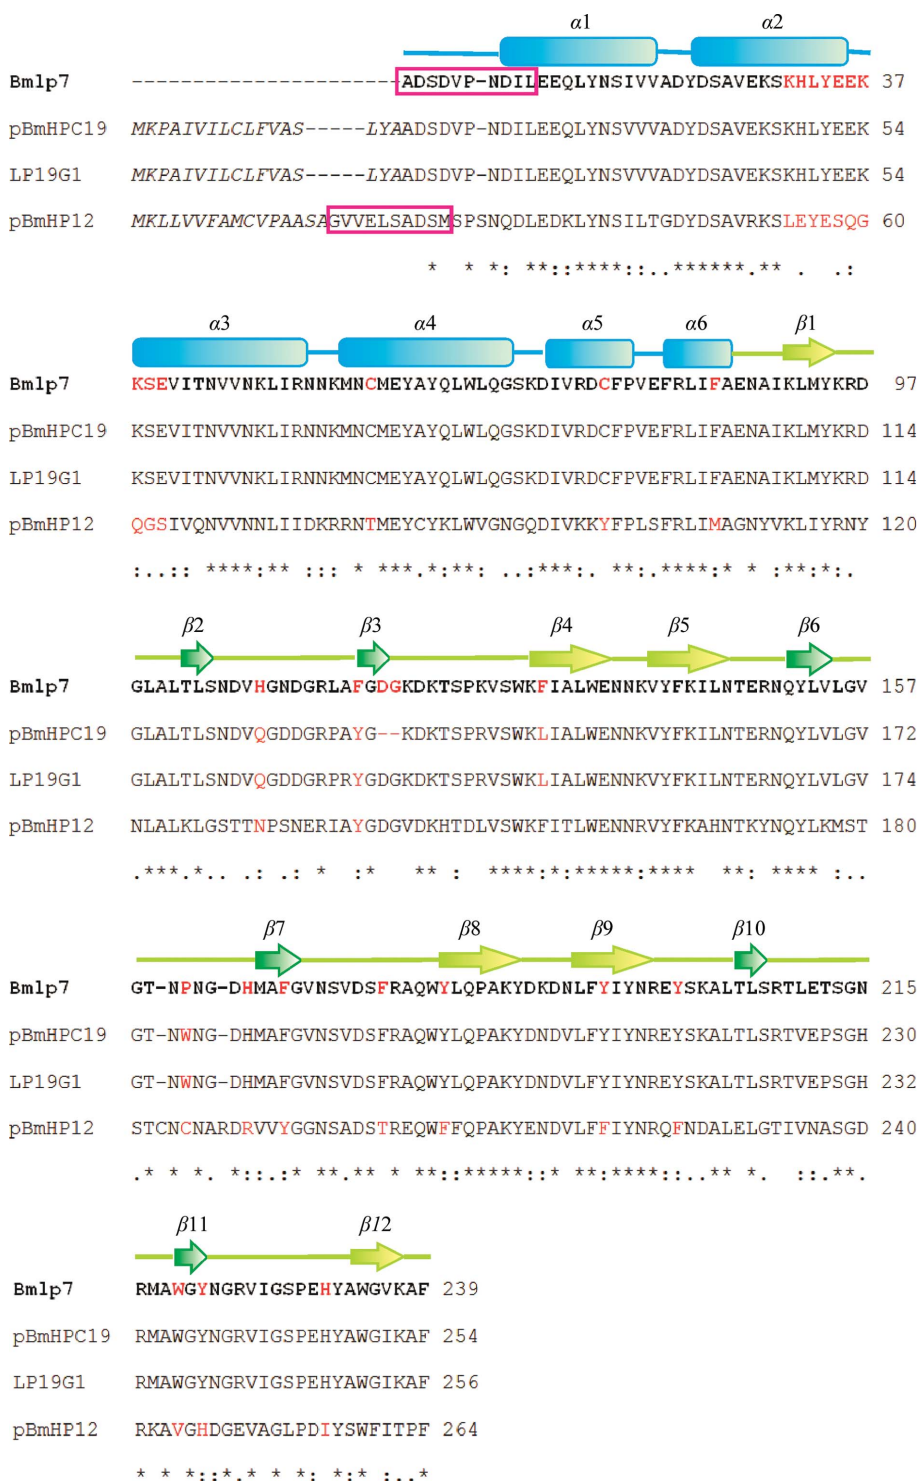 α1 α2
Bmlp7 -----------------------ADSDVP-NDILEEQLYNSIVVADYDSAVEKSKHLYEEK 37
pBmHPC19 MKPAIVILCLFVAS-----LYAADSDVP-NDILEEQLYNSVVVADYDSAVEKSKHLYEEK 54
LP19G1 MKPAIVILCLFVAS-----LYAADSDVP-NDILEEQLYNSVVVADYDSAVEKSKHLYEEK 54
pBmHP12 MKLLVVFAMCVPAASAGVVELSADSMSPSNQDLEDKLYNSILTGDYDSAVRKSLEYESQG 60
* * *: **::****::..******.** . .:
α3 α4 α5 α6 β1
Bmlp7 KSEVITNVVNKLIRNNKMNCMEYAYQLWLQGSKDIVRDCFPVEFRLIFAENAIKLMYKRD 97
pBmHPC19 KSEVITNVVNKLIRNNKMNCMEYAYQLWLQGSKDIVRDCFPVEFRLIFAENAIKLMYKRD 114
LP19G1 KSEVITNVVNKLIRNNKMNCMEYAYQLWLQGSKDIVRDCFPVEFRLIFAENAIKLMYKRD 114
pBmHP12 QGSIVQNVVNNLIIDKRRNTMEYCYKLWVGNGQDIVKKYFPLSFRLIMAGNYVKLIYRNY 120
:..:: ****:** ::: * ***.*:**: ..:***:. **:.****:* * :**:*:.
β2 β3 β4 β5 β6
Bmlp7 GLALTLSNDVHGNDGRLAFGDGKDKTSPKVSWKFIALWENNKVYFKILNTERNQYLVLGV 157
pBmHPC19 GLALTLSNDVQGDDGRPAYG--KDKTSPRVSWKLIALWENNKVYFKILNTERNQYLVLGV 172
LP19G1 GLALTLSNDVQGDDGRPRYGDGKDKTSPRVSWKLIALWENNKVYFKILNTERNQYLVLGV 174
pBmHP12 NLALKLGSTTNPSNERIAYGDGVDKHTDLVSWKFITLWENNRVYFKAHNTKYNQYLKMST 180
.***.*.. .: .: * :* ** : ****:*:*****:**** **: **** :..
β7 β8 β9 β10
Bmlp7 GT-NPNG-DHMAFGVNSVDSFRAQWYLQPAKYDKDNLFYIYNREYSKALTLSRTLETSGN 215
pBmHPC19 GT-NWNG-DHMAFGVNSVDSFRAQWYLQPAKYDNDVLFYIYNREYSKALTLSRTVEPSGH 230
LP19G1 GT-NWNG-DHMAFGVNSVDSFRAQWYLQPAKYDNDVLFYIYNREYSKALTLSRTVEPSGH 232
pBmHP12 STCNCNARDRVVYGGNSADSTREQWFFQPAKYENDVLFFIYNRQFNDALELGTIVNASGD 240
.* * *. *::.:* **.** * **::*****::* **:****::..** *. ::.**.
β11 β12
Bmlp7 RMAWGYNGRVIGSPEHYAWGVKAF 239
pBmHPC19 RMAWGYNGRVIGSPEHYAWGIKAF 254
LP19G1 RMAWGYNGRVIGSPEHYAWGIKAF 256
pBmHP12 RKAVGHDGEVAGLPDIYSWFITPF 264
* * *::*.* * *: *:* :..*